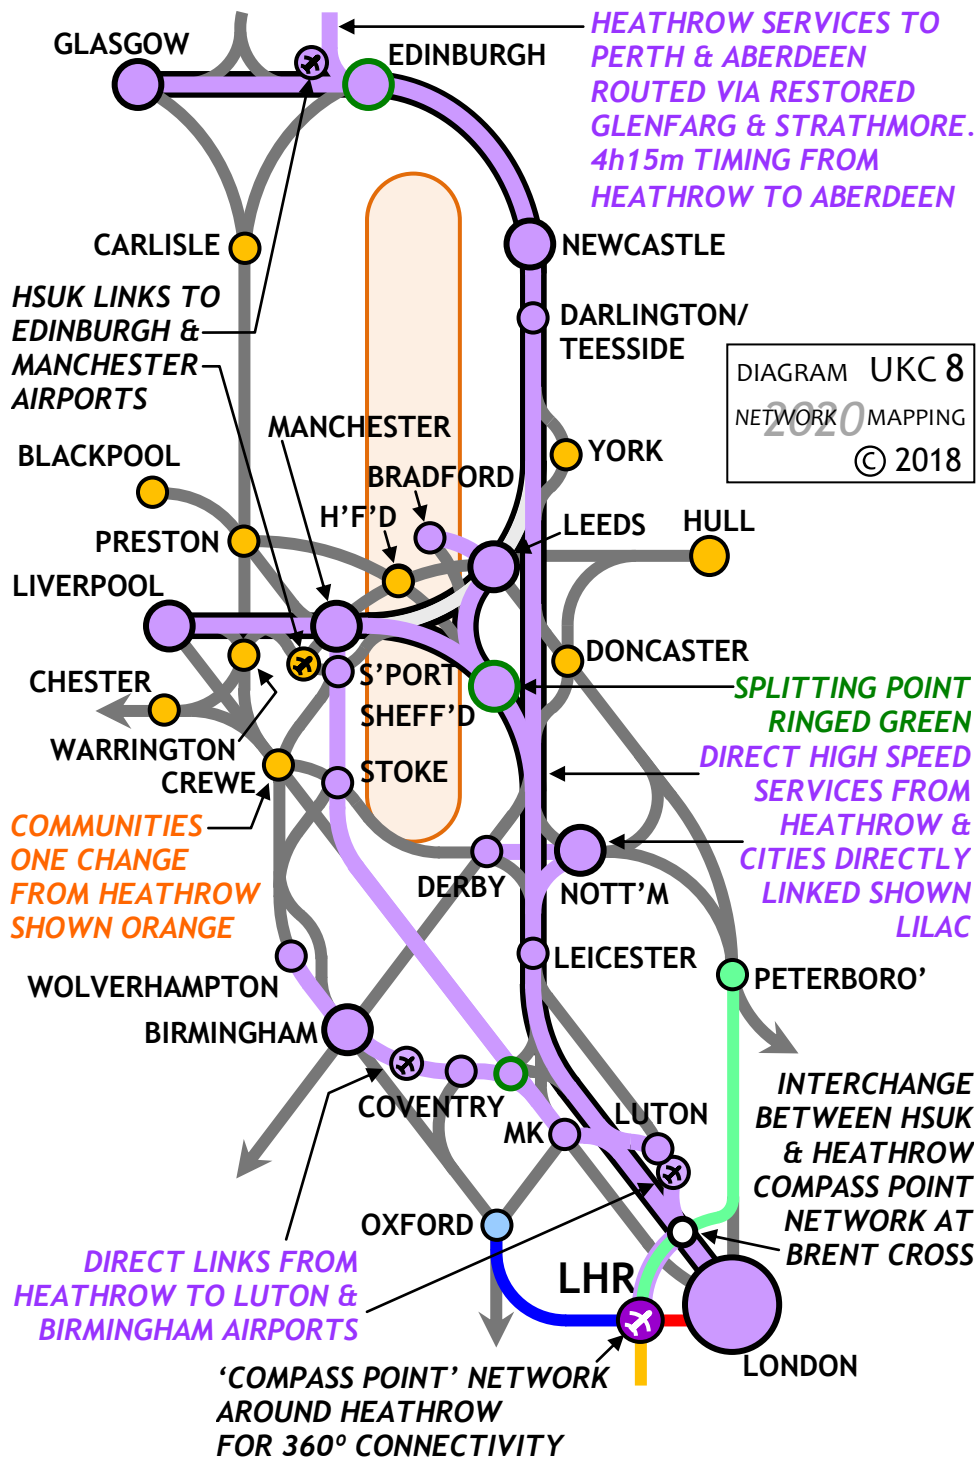 HEATHROW SERVICES TO
PERTH & ABERDEEN
ROUTED VIA RESTORED
GLENFARG & STRATHMORE.
4h15m TIMING FROM
HEATHROW TO ABERDEEN
GLASGOW
EDINBURGH
CARLISLE
NEWCASTLE
HSUK LINKS TO
EDINBURGH &
MANCHESTER
AIRPORTS
DARLINGTON/
TEESSIDE
DIAGRAM UKC 8
2020
NETWORK MAPPING
© 2018
MANCHESTER
BLACKPOOL
YORK
BRADFORD
H'F'D
LEEDS
HULL
PRESTON
LIVERPOOL
DONCASTER
CHESTER
S'PORT
SHEFF'D
SPLITTING POINT
RINGED GREEN
WARRINGTON
CREWE
STOKE
DIRECT HIGH SPEED
SERVICES FROM
HEATHROW &
CITIES DIRECTLY
LINKED SHOWN
LILAC
COMMUNITIES
ONE CHANGE
FROM HEATHROW
SHOWN ORANGE
DERBY
NOTT'M
LEICESTER
PETERBORO'
WOLVERHAMPTON
BIRMINGHAM
COVENTRY
LUTON
MK
INTERCHANGE
BETWEEN HSUK
& HEATHROW
COMPASS POINT
NETWORK AT
BRENT CROSS
OXFORD
DIRECT LINKS FROM
HEATHROW TO LUTON &
BIRMINGHAM AIRPORTS
LHR
LONDON
‘COMPASS POINT’ NETWORK
AROUND HEATHROW
FOR 360º CONNECTIVITY